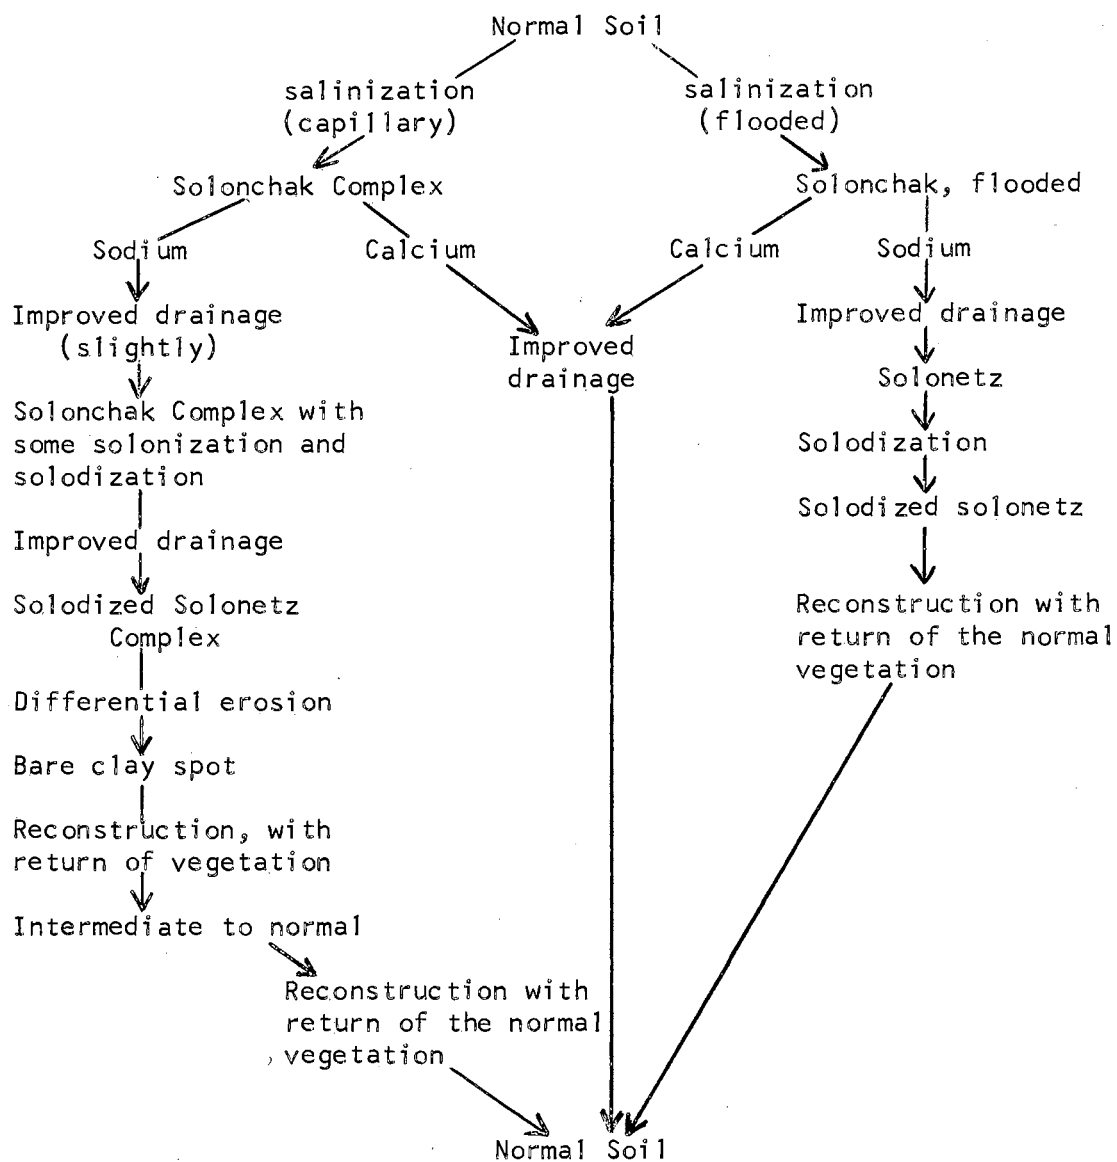 Normal Soil
salinization
(capillary)
salinization
(flooded)
Solonchak Complex
Solonchak, flooded
Sodium
Calcium
Calcium
Sodium
Improved drainage
(slightly)
Improved
drainage
Improved drainage
Solonchak Complex with
some solonization and
solodization
Solonetz
Solodization
Solodized solonetz
Improved drainage
Solodized Solonetz
Complex
Reconstruction with
return of the normal
vegetation
Differential erosion
Bare clay spot
Reconstruction, with
return of vegetation
Intermediate to normal
Reconstruction with
return of the normal
vegetation
Normal Soil